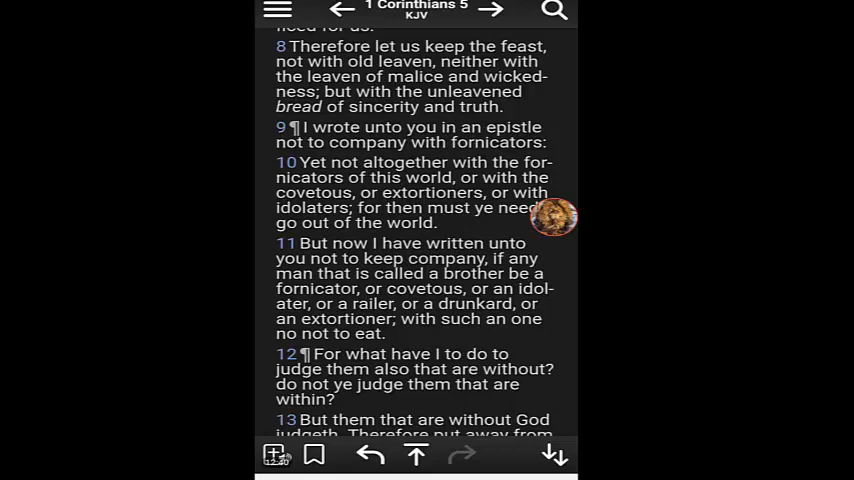 1 Corinthians 5
KJV
8 Therefore let us keep the feast,
not with old leaven, neither with
the leaven of malice and wicked-
ness; but with the unleavened
bread of sincerity and truth.
9 ¶ I wrote unto you in an epistle
not to company with fornicators:
10 Yet not altogether with the for-
nicators of this world, or with the
covetous, or extortioners, or with
idolaters; for then must ye need
go out of the world.
11 But now I have written unto
you not to keep company, if any
man that is called a brother be a
fornicator, or covetous, or an idol-
ater, or a railer, or a drunkard, or
an extortioner; with such an one
no not to eat.
12 ¶ For what have I to do to
judge them also that are without?
do not ye judge them that are
within?
13 But them that are without God
judgeth. Therefore put away from
12:40